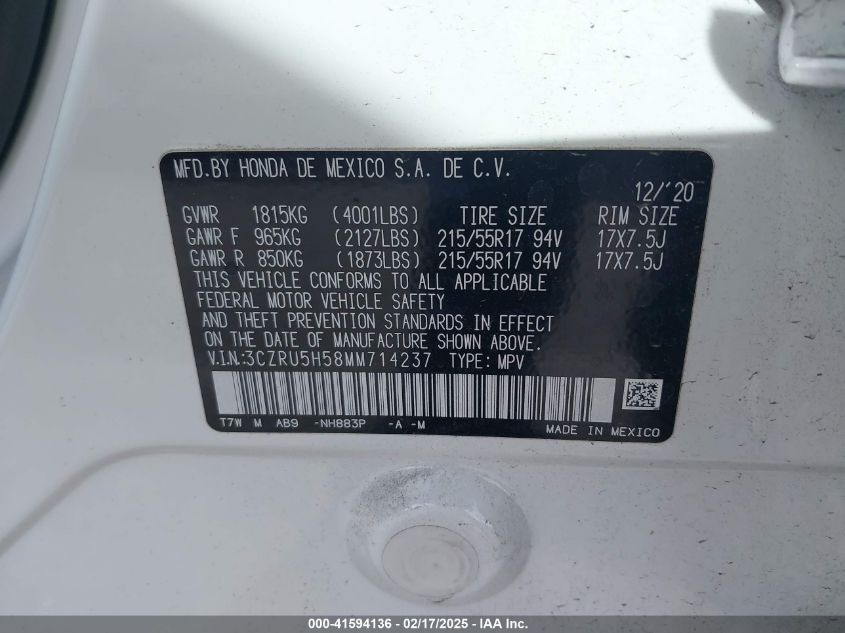 MFD.BY HONDA DE MEXICO S.A. DE C.V.
12/'20
GVWR 1815KG (4001LBS) TIRE SIZE RIM SIZE
GAWR F 965KG (2127LBS) 215/55R17 94V 17X7.5J
GAWR R 850KG (1873LBS) 215/55R17 94V 17X7.5J
THIS VEHICLE CONFORMS TO ALL APPLICABLE
FEDERAL MOTOR VEHICLE SAFETY
AND THEFT PREVENTION STANDARDS IN EFFECT
ON THE DATE OF MANUFACTURE SHOWN ABOVE.
V.I.N:3CZRU5H58MM714237 TYPE: MPV
T7W M AB9 -NH883P -A -M
MADE IN MEXICO
000-41594136 - 02/17/2025 - IAA Inc.